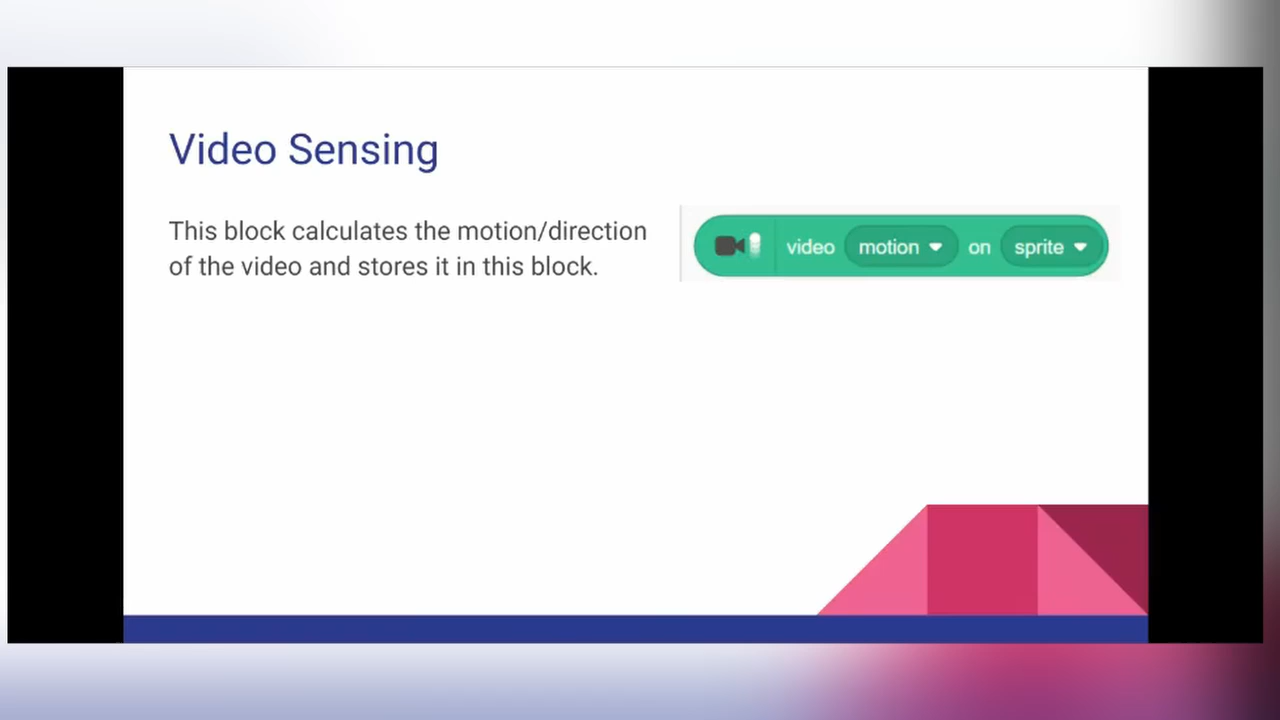 Video Sensing
This block calculates the motion/direction
of the video and stores it in this block.
video motion on sprite